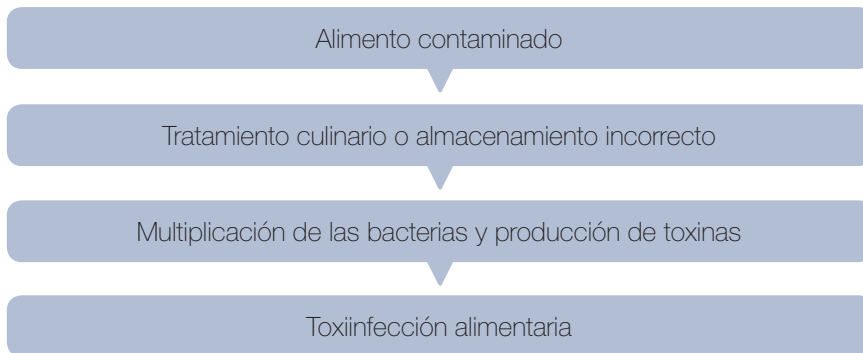 Alimento contaminado
Tratamiento culinario o almacenamiento incorrecto
Multiplicación de las bacterias y producción de toxinas
Toxiinfección alimentaria